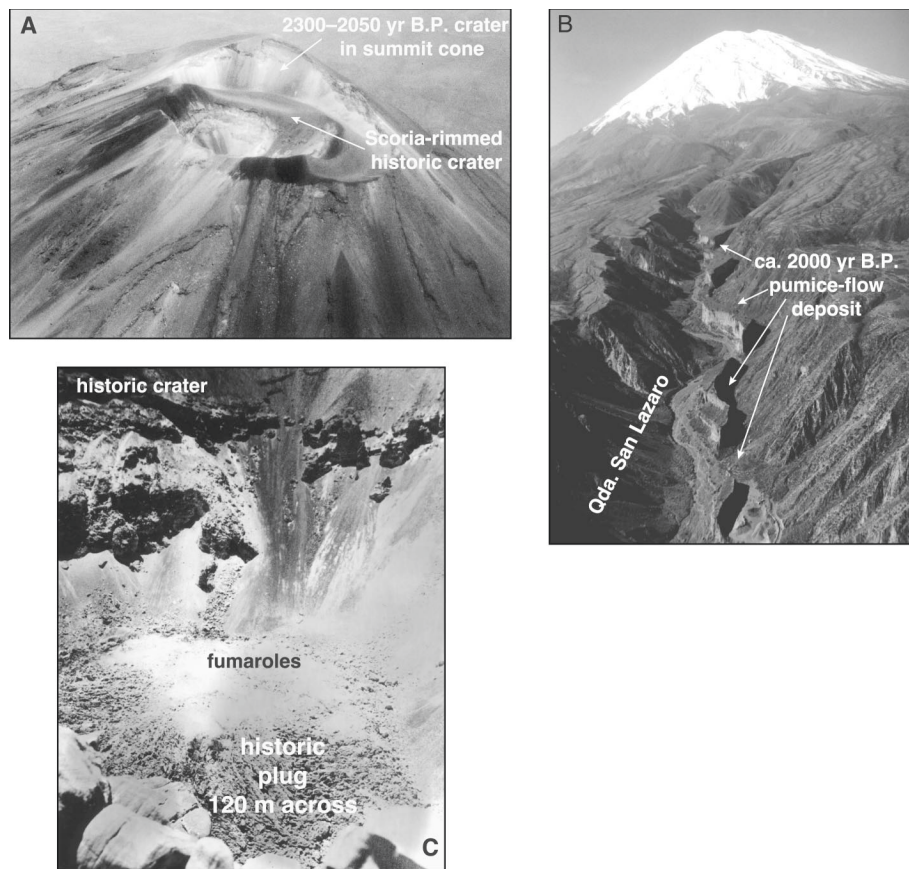 A
2300–2050 yr B.P. crater
in summit cone
Scoria-rimmed
historic crater
B
ca. 2000 yr B.P.
pumice-flow
deposit
Qda. San Lazaro
historic crater
fumaroles
historic
plug
120 m across
C